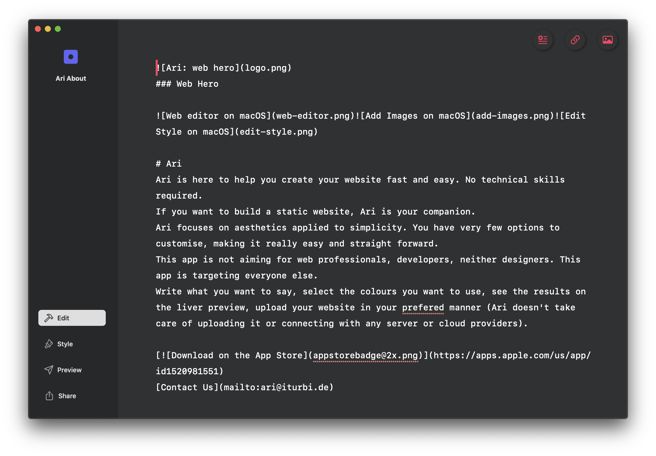 Ari About
![Ari: web hero](logo.png)
### Web Hero
![Web editor on macOS](web-editor.png)![Add Images on macOS](add-images.png)![Edit
Style on macOS](edit-style.png)
# Ari
Ari is here to help you create your website fast and easy. No technical skills
required.
If you want to build a static website, Ari is your companion.
Ari focuses on aesthetics applied to simplicity. You have very few options to
customise, making it really easy and straight forward.
This app is not aiming for web professionals, developers, neither designers. This
app is targeting everyone else.
Write what you want to say, select the colours you want to use, see the results on
the liver preview, upload your website in your prefered manner (Ari doesn't take
care of uploading it or connecting with any server or cloud providers).
[![Download on the App Store](appstorebadge@2x.png)](https://apps.apple.com/us/app/
id1520981551)
[Contact Us](mailto:ari@iturbi.de)
Edit
Style
Preview
Share